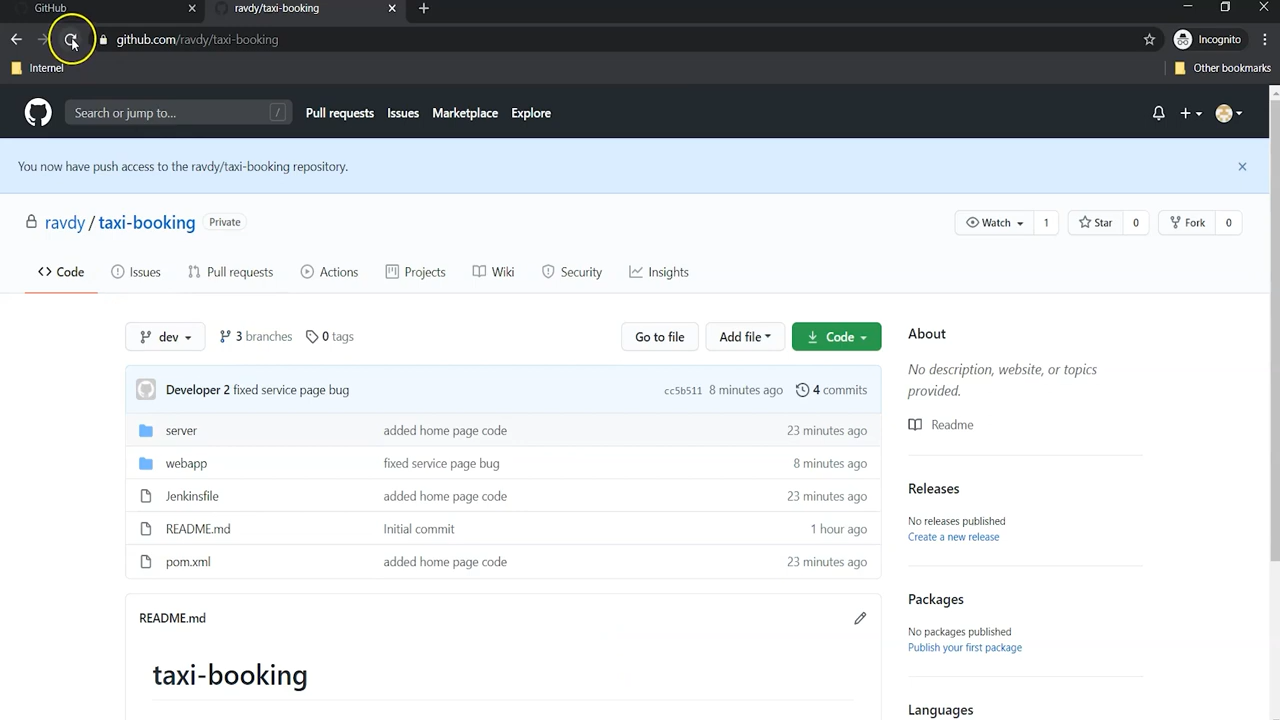 GitHub
ravdy/taxi-booking
github.com/ravdy/taxi-booking
Incognito
Internet
Other bookmarks
Search or jump to...
/
Pull requests
Issues
Marketplace
Explore
You now have push access to the ravdy/taxi-booking repository.
ravdy / taxi-booking
Private
Watch
1
Star
0
Fork
0
Code
Issues
Pull requests
Actions
Projects
Wiki
Security
Insights
dev
3 branches
0 tags
Go to file
Add file
Code
Developer 2 fixed service page bug
cc5b511 8 minutes ago
4 commits
server
added home page code
23 minutes ago
webapp
fixed service page bug
8 minutes ago
Jenkinsfile
added home page code
23 minutes ago
README.md
Initial commit
1 hour ago
pom.xml
added home page code
23 minutes ago
README.md
taxi-booking
About
No description, website, or topics
provided.
Readme
Releases
No releases published
Create a new release
Packages
No packages published
Publish your first package
Languages